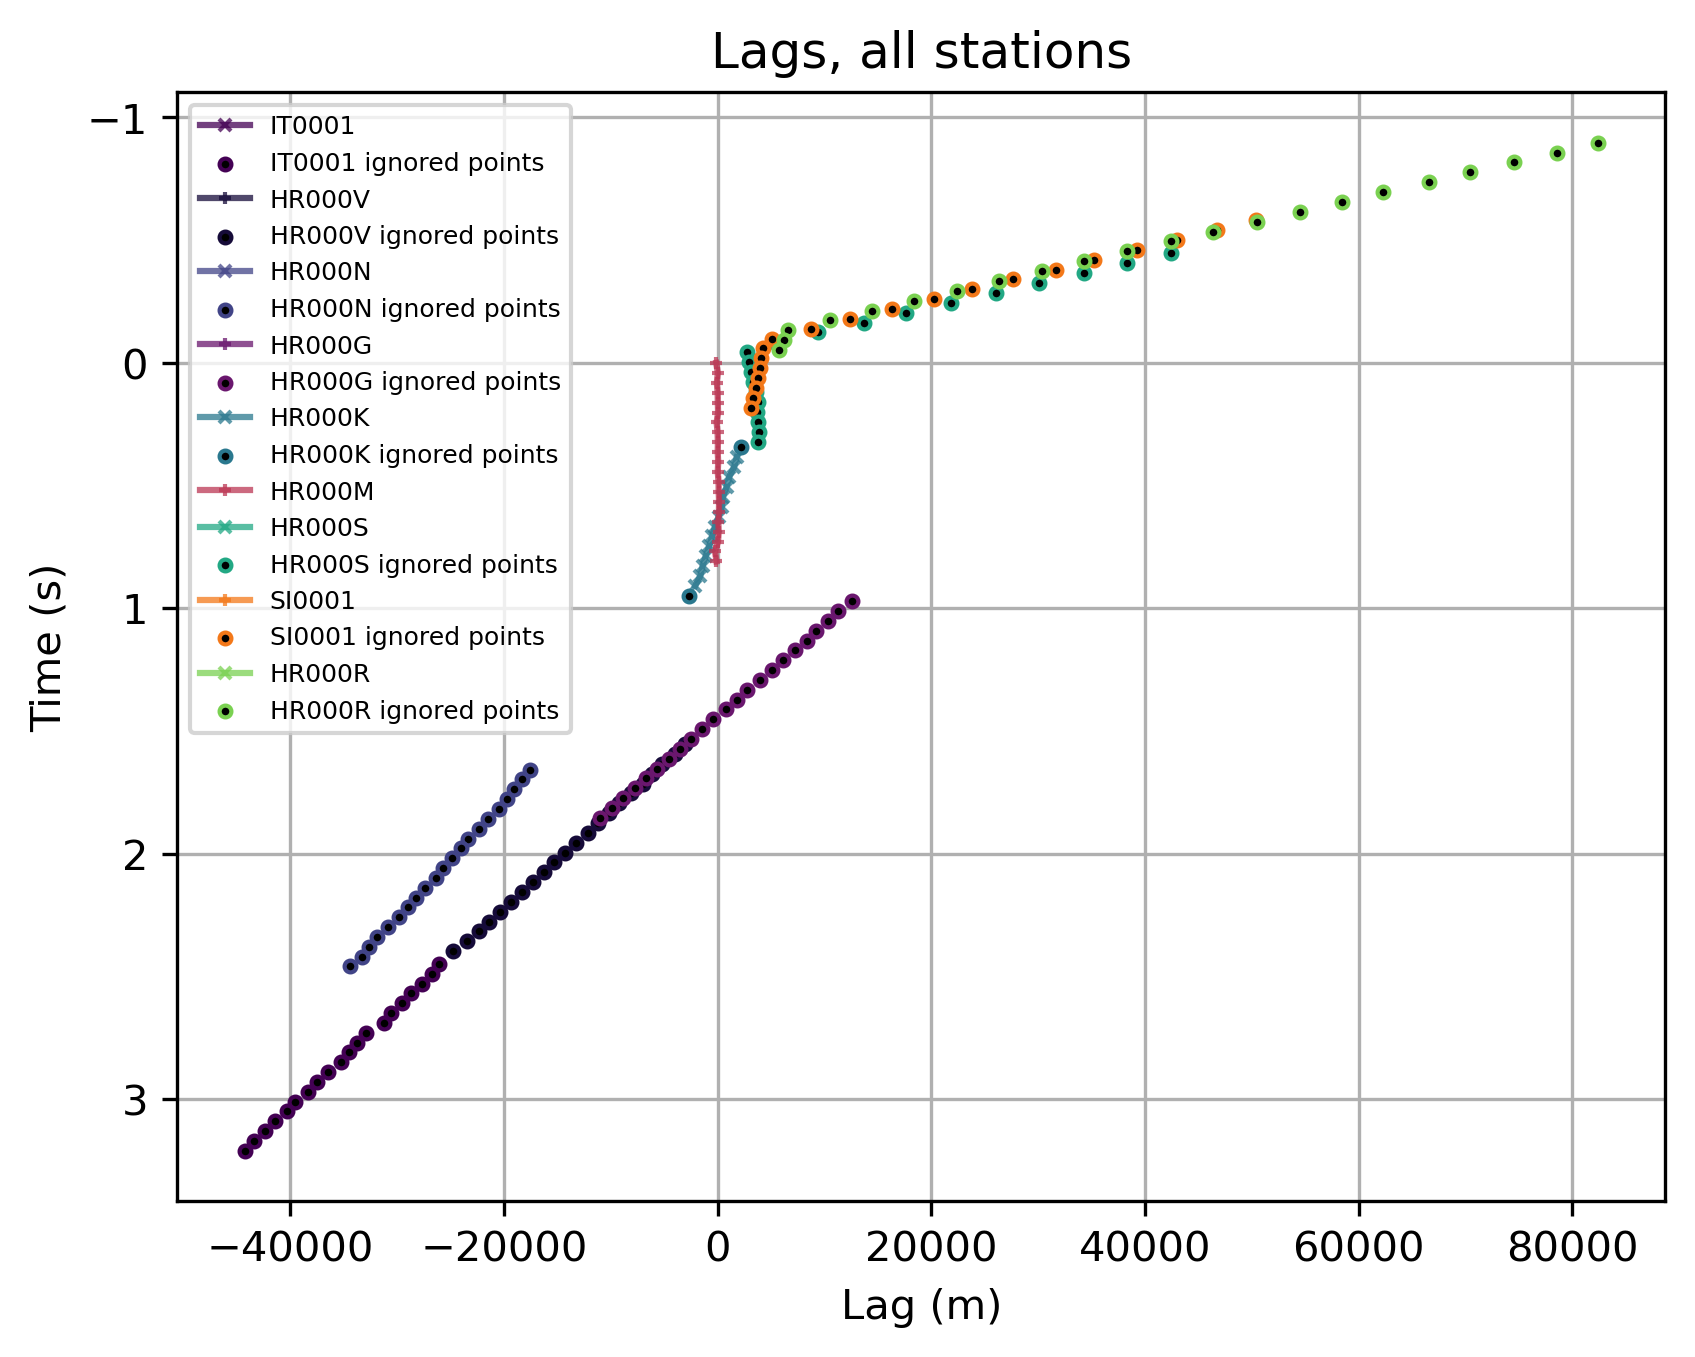 Lags, all stations
−1
0
1
2
3
Time (s)
IT0001
IT0001 ignored points
HR000V
HR000V ignored points
HR000N
HR000N ignored points
HR000G
HR000G ignored points
HR000K
HR000K ignored points
HR000M
HR000S
HR000S ignored points
SI0001
SI0001 ignored points
HR000R
HR000R ignored points
−40000 −20000 0 20000 40000 60000 80000
Lag (m)